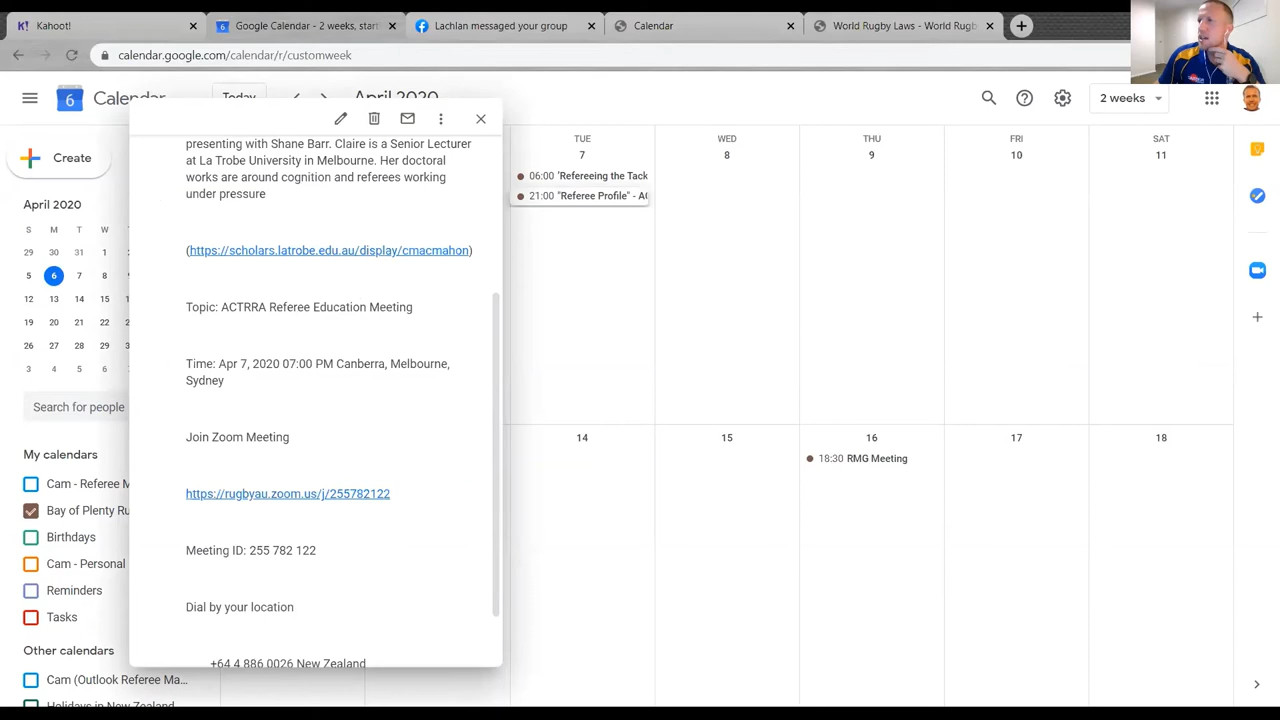 Kahoot!
Google Calendar - 2 weeks start
Lachlan messaged your group
Calendar
World Rugby Laws - World Rugb
calendar.google.com/calendar/r/customweek
6
Calendar
Today
April 2020
2 weeks
Create
presenting with Shane Barr. Claire is a Senior Lecturer
at La Trobe University in Melbourne. Her doctoral
works are around cognition and referees working
under pressure
(https://scholars.latrobe.edu.au/display/cmacmahon)
Topic: ACTRRA Referee Education Meeting
Time: Apr 7, 2020 07:00 PM Canberra, Melbourne,
Sydney
Join Zoom Meeting
https://rugbyau.zoom.us/j/255782122
Meeting ID: 255 782 122
Dial by your location
+64 4 886 0026 New Zealand
April 2020
S M T W
29 30 31 1
5 6 7 8
12 13 14 15
19 20 21 22
26 27 28 29
3 4 5 6
Search for people
My calendars
Cam - Referee M
Bay of Plenty Ru
Birthdays
Cam - Personal
Reminders
Tasks
Other calendars
Cam (Outlook Referee Ma...
Holidays in New Zealand
TUE WED THU FRI SAT
7 8 9 10 11
06:00 'Refereeing the Tack
21:00 "Referee Profile" - A
14 15 16 17 18
18:30 RMG Meeting